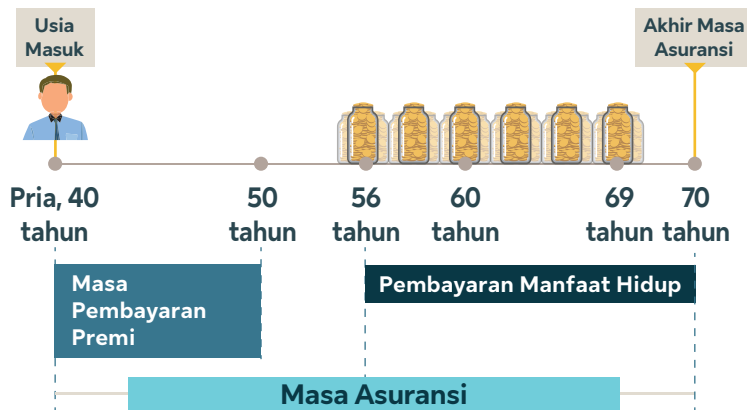 Usia
Masuk
Akhir Masa
Asuransi
Pria, 40
tahun
50
tahun
56
tahun
60
tahun
69
tahun
70
tahun
Masa
Pembayaran
Premi
Pembayaran Manfaat Hidup
Masa Asuransi